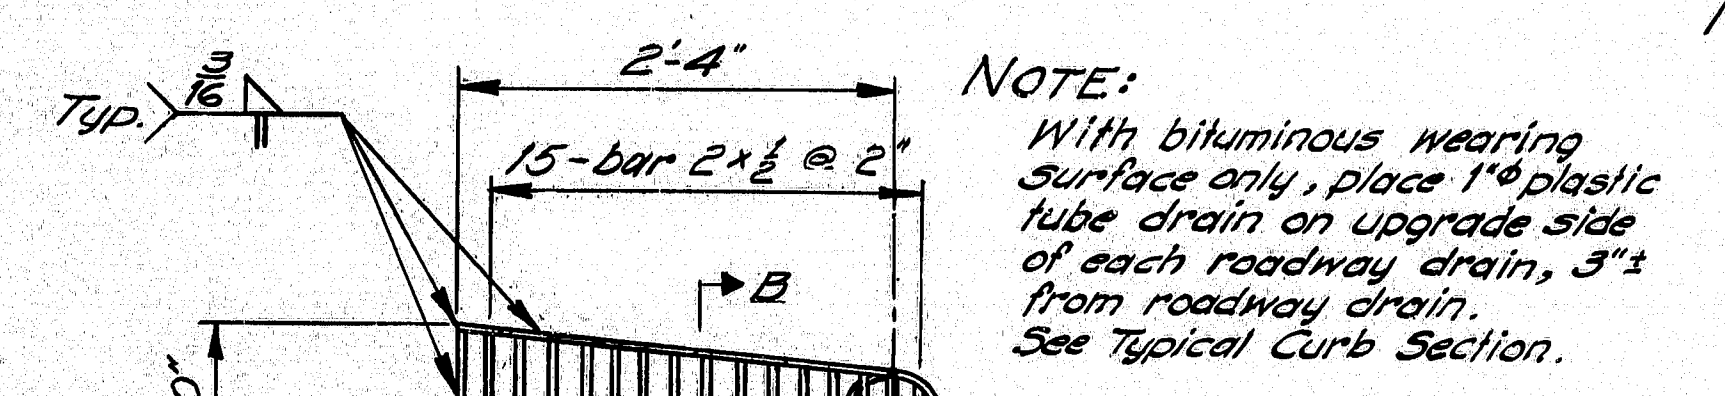 2'-4"
3/16
Typ.
15-bar 2×½ @ 2"
B
NOTE:
With bituminous wearing
surface only, place 1"Φ plastic
tube drain on upgrade side
of each roadway drain, 3"±
from roadway drain.
See Typical Curb Section.